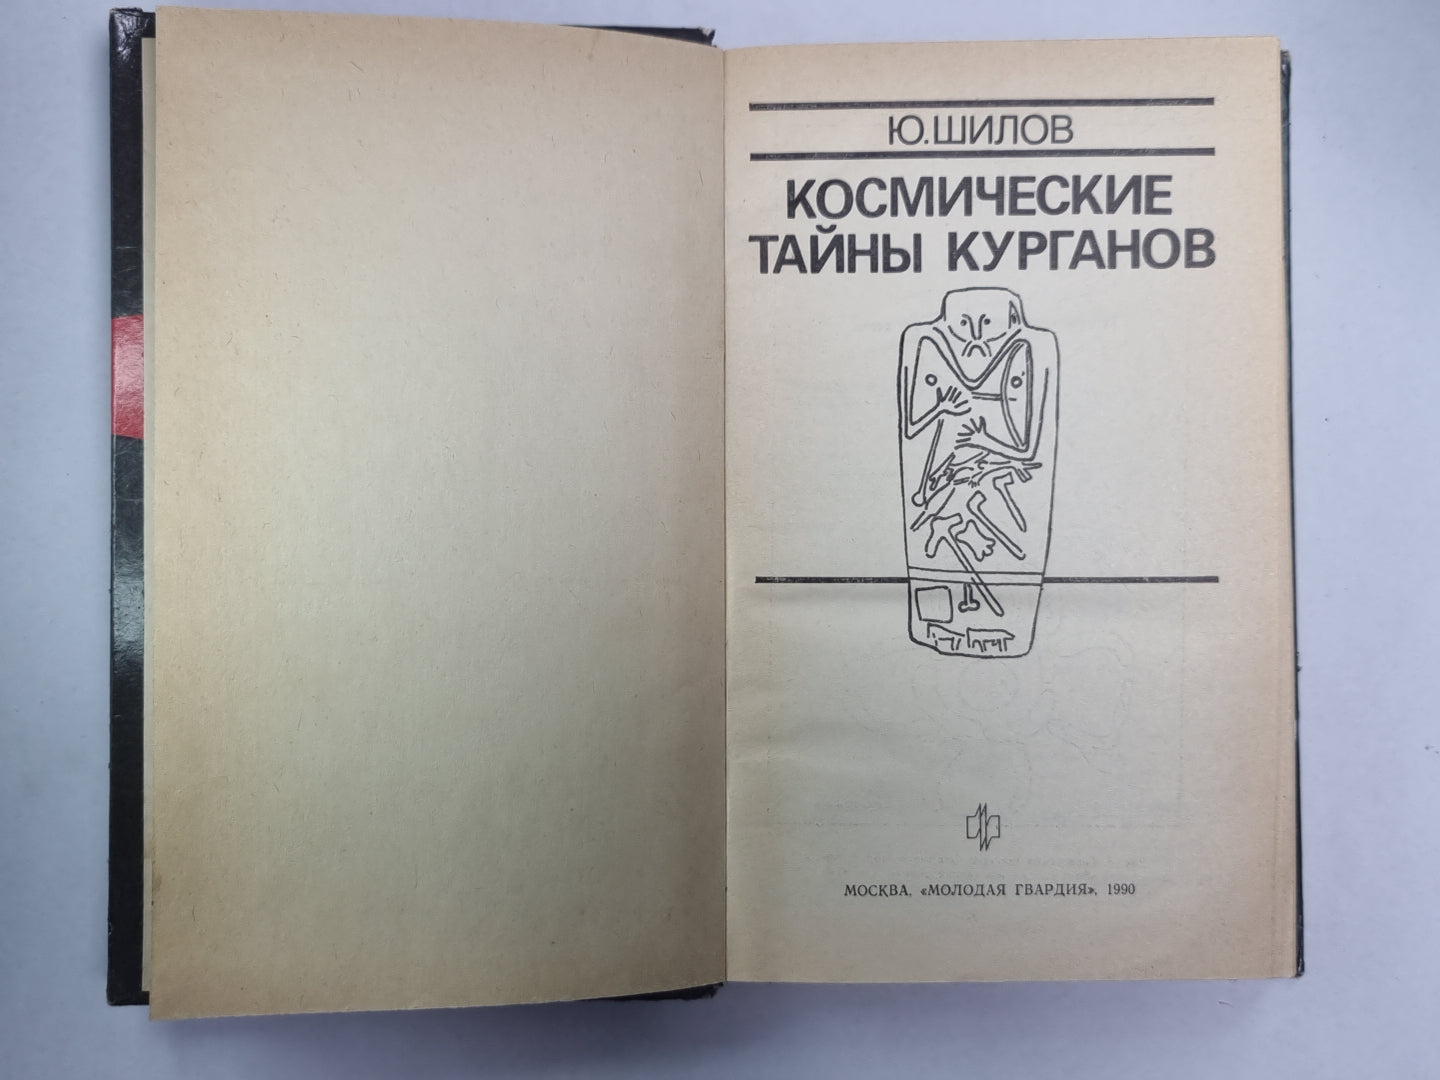 Ю.ШИЛОВ
КОСМИЧЕСКИЕ
ТАЙНЫ КУРГАНОВ
МОСКВА, «МОЛОДАЯ ГВАРДИЯ», 1990